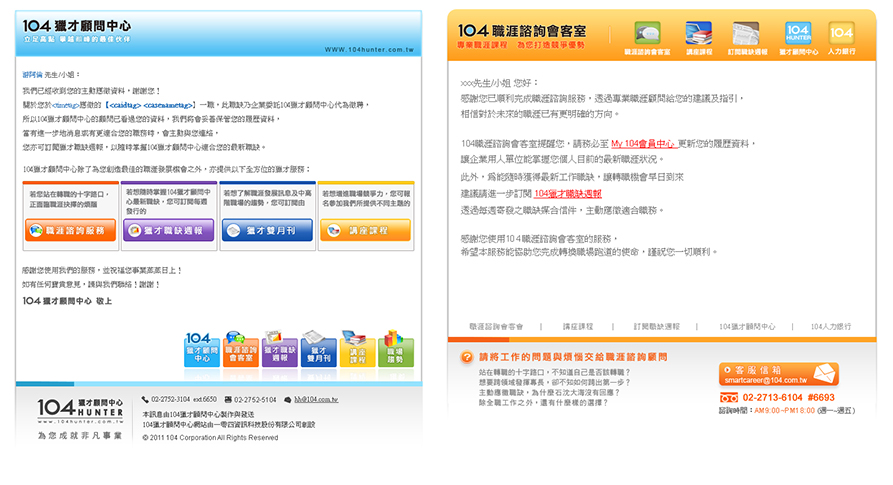 104 獵才顧問中心
立足高點 華麗巔峰的最佳伙伴
www.104hunter.com.tw
游阿倫 先生/小姐：
我們已經收到您的主動應徵資料，謝謝您！
關於您於<timetag>應徵的【<caidtag> <casenametag>】一職，此職缺乃企業委託104獵才顧問中心代為徵聘，
所以104獵才顧問中心的顧問已看過您的資料，我們將會妥善保管您的履歷資料，
當有進一步地消息或有更適合您的職務時，會主動與您連絡，
您亦可訂閱獵才職缺週報，以隨時掌握104獵才顧問中心適合您的最新職缺。
104獵才顧問中心除了為您創造最佳的職涯發展機會之外，亦提供以下全方位的獵才服務：
若您站在轉職的十字路口，
正面臨職涯抉擇的煩惱
職涯諮詢服務
若想隨時掌握104獵才顧問中
心最新職缺，您可訂閱每週
發行的
獵才職缺週報
若想了解職涯發展訊息及中高
階職場的趨勢，您可訂閱由
獵才雙月刊
若想增進職場競爭力，您可報
名參加我們所提供不同主題的
講座課程
感謝您使用我們的服務，並祝福您事業蒸蒸日上！
如有任何寶貴意見，請與我們聯絡！謝謝！
104 獵才顧問中心 敬上
104
獵才顧問
中心
職涯諮詢
會客室
獵才職缺
週報
獵才
雙月刊
講座
課程
職場
趨勢
104 獵才顧問中心
HUNTER
www.104hunter.com.tw
為您成就非凡事業
02-2752-3104 ext.6650
02-2752-5104
hh@104.com.tw
本訊息由104獵才顧問中心製作與發送
104獵才顧問中心網站由一零四資訊科技股份有限公司創設
© 2011 104 Corporation All Rights Reserved
104 職涯諮詢會客室
專業職涯課程 為您打造競爭優勢
職涯諮詢會客室
講座課程
訂閱職缺週報
104
HUNTER
獵才顧問中心
104
人力銀行
xxx先生/小姐 您好：
感謝您已順利完成職涯諮詢服務，透過專業職涯顧問給您的建議及指引，
相信對於未來的職涯已有更明確的方向。
104職涯諮詢會客室提醒您，請務必至 My 104會員中心 更新您的履歷資料，
讓企業用人單位能掌握您個人目前的最新職涯狀況。
此外，為能隨時獲得最新工作職缺，讓轉職機會早日到來
建議請進一步訂閱 104獵才職缺週報
透過每週寄發之職缺媒合信件，主動應徵適合職務。
感謝您使用104職涯諮詢會客室的服務，
希望本服務能協助您完成轉換職場跑道的使命，謹祝您一切順利。
職涯諮詢會客室 | 講座課程 | 訂閱職缺週報 | 104獵才顧問中心 | 104人力銀行
請將工作的問題與煩惱交給職涯諮詢顧問
站在轉職的十字路口，不知道自己是否該轉職？
想要跨領域發揮專長，卻不知如何跨出第一步？
主動應徵職缺，為什麼石沈大海沒有回應？
除全職工作之外，還有什麼樣的選擇？
客服信箱
smartcareer@104.com.tw
02-2713-6104 #6693
諮詢時間：AM9:00 ~PM18:00 (週一~週五)